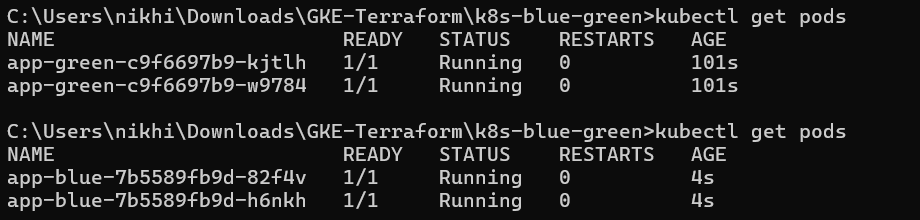 C:\Users\nikhi\Downloads\GKE-Terraform\k8s-blue-green>kubectl get pods
NAME                         READY   STATUS    RESTARTS   AGE
app-green-c9f6697b9-kjtlh   1/1     Running   0          101s
app-green-c9f6697b9-w9784   1/1     Running   0          101s
C:\Users\nikhi\Downloads\GKE-Terraform\k8s-blue-green>kubectl get pods
NAME                         READY   STATUS    RESTARTS   AGE
app-blue-7b5589fb9d-82f4v   1/1     Running   0          4s
app-blue-7b5589fb9d-h6nkh   1/1     Running   0          4s